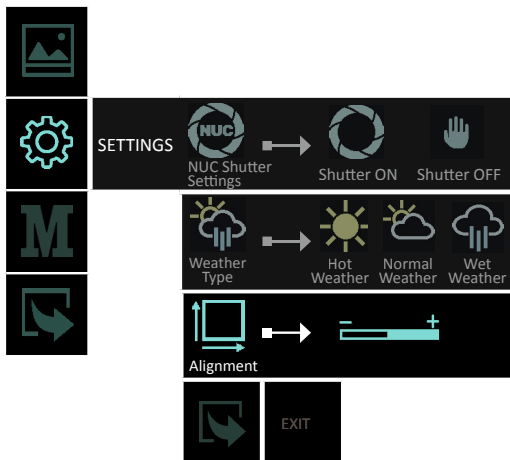 SETTINGS
NUC
NUC Shutter
Settings
Shutter ON
Shutter OFF
M
Weather
Type
Hot
Weather
Normal
Weather
Wet
Weather
- +
Alignment
EXIT